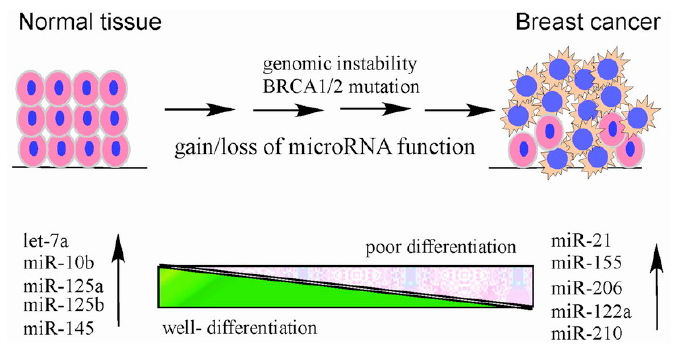 Normal tissue
Breast cancer
genomic instability
BRCA1/2 mutation
gain/loss of microRNA function
let-7a
miR-10b
miR-125a
miR-125b
miR-145
poor differentiation
well- differentiation
miR-21
miR-155
miR-206
miR-122a
miR-210